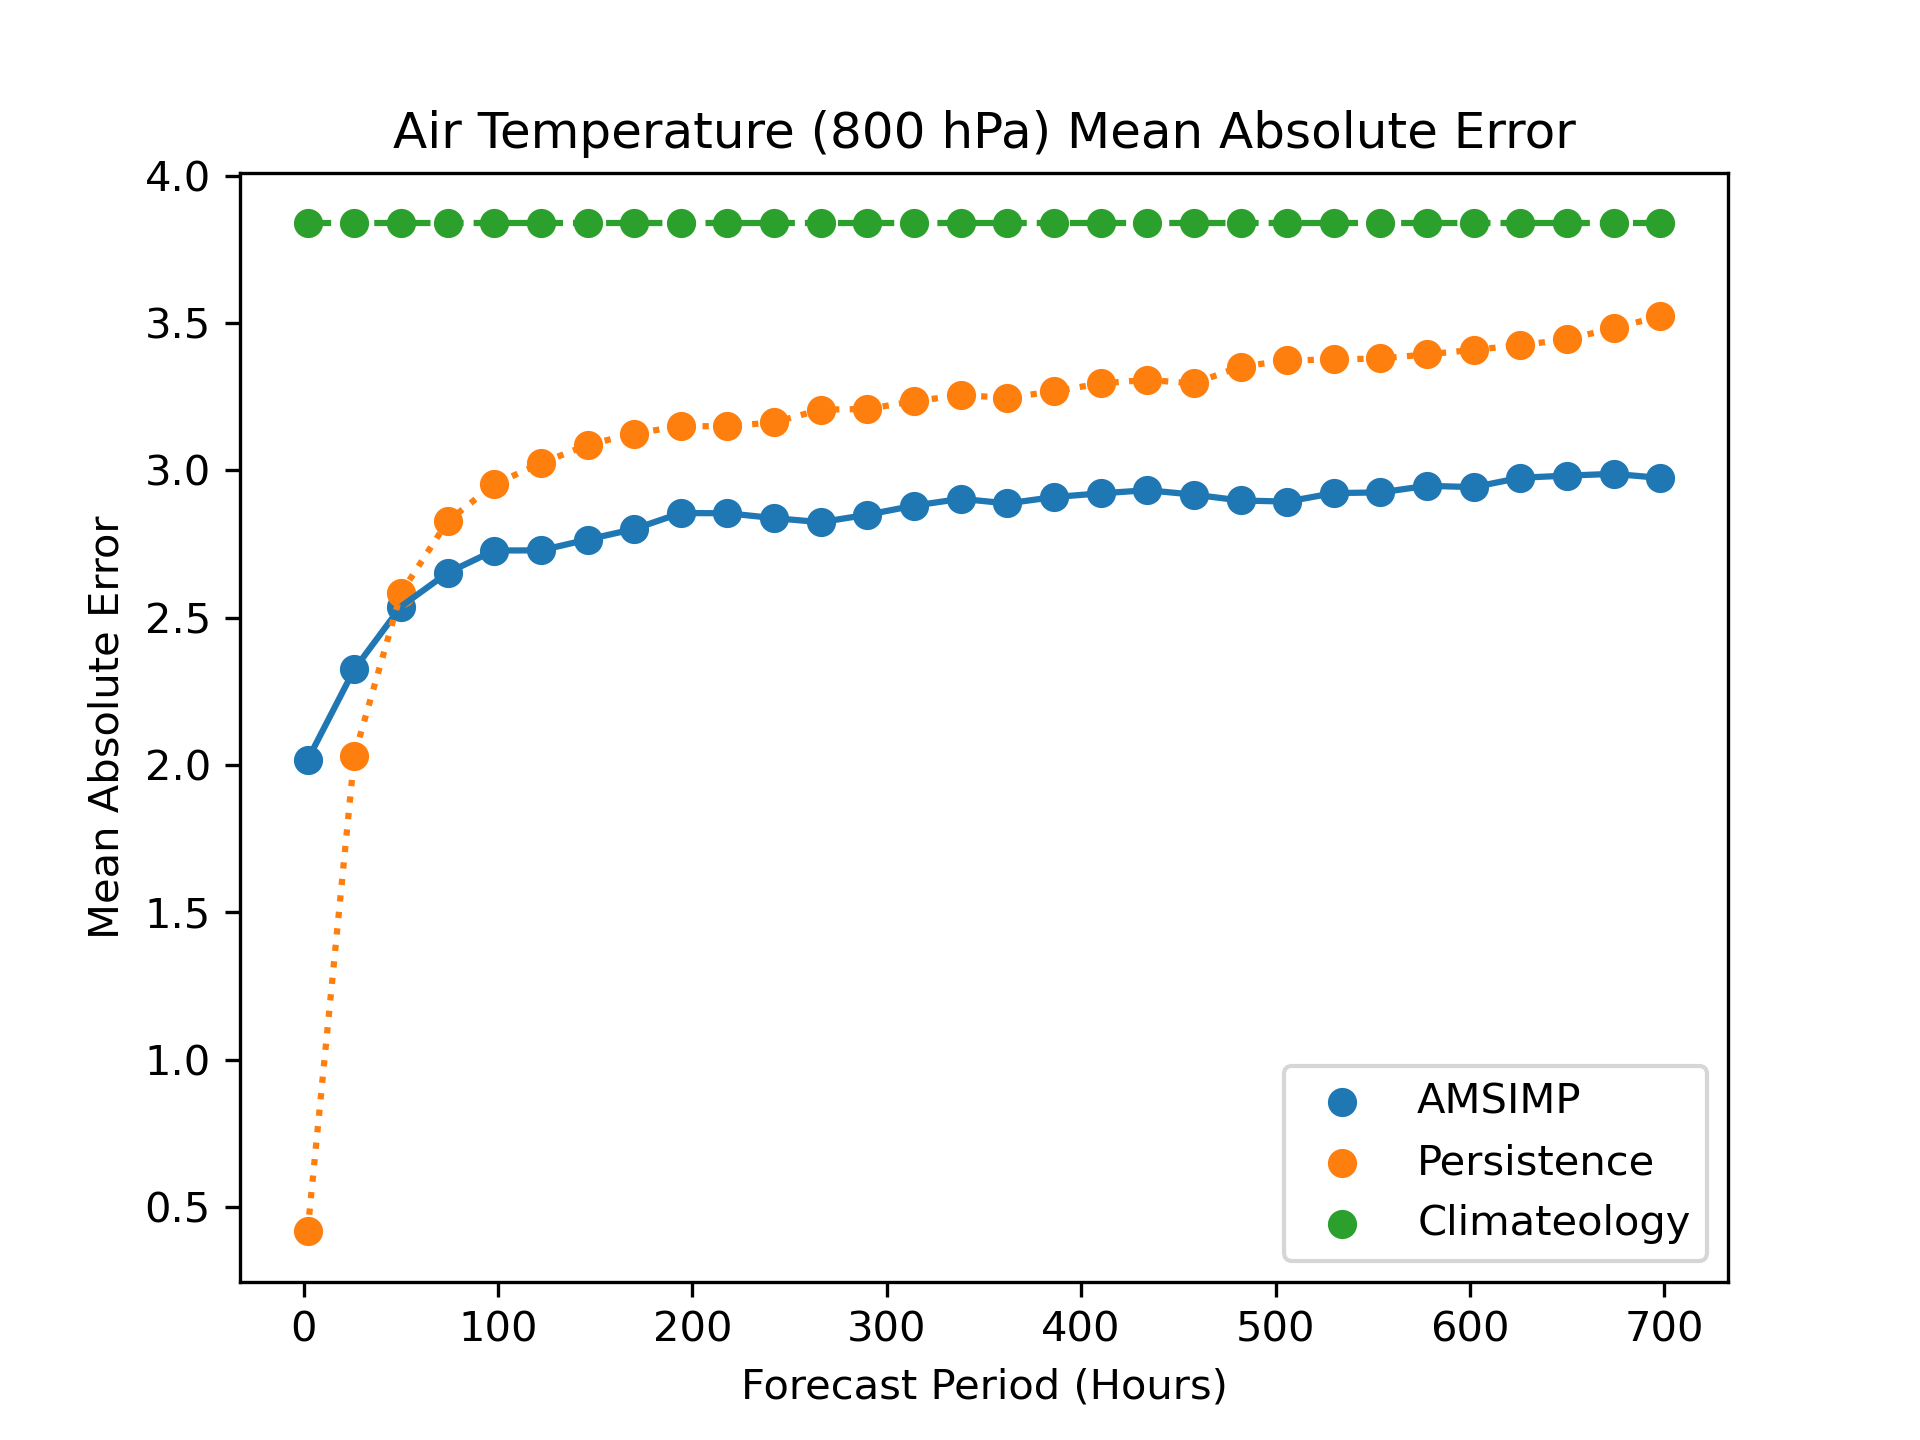 Air Temperature (800 hPa) Mean Absolute Error
4.0
3.5
3.0
2.5
2.0
1.5
1.0
0.5
Mean Absolute Error
0 100 200 300 400 500 600 700
Forecast Period (Hours)
AMSIMP
Persistence
Climateology